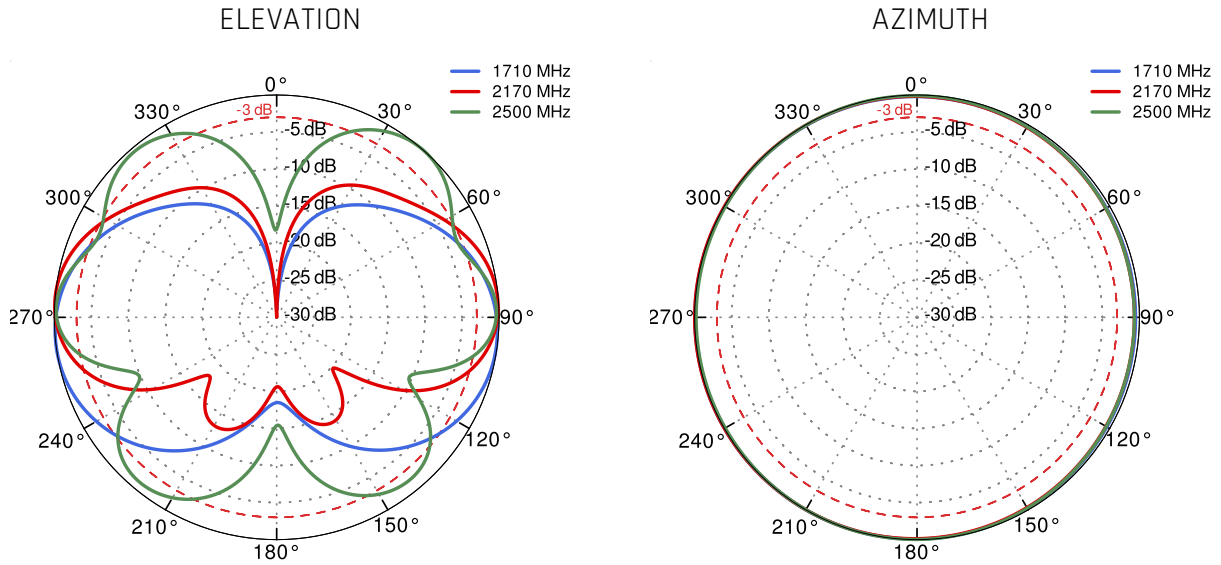 ELEVATION
1710 MHz
2170 MHz
2500 MHz
0°
-3 dB
330°
30°
-5 dB
-10 dB
300°
60°
-15 dB
-20 dB
-25 dB
270°
-30 dB
90°
240°
120°
210°
150°
180°
AZIMUTH
1710 MHz
2170 MHz
2500 MHz
0°
-3 dB
330°
30°
-5 dB
-10 dB
300°
60°
-15 dB
-20 dB
-25 dB
270°
-30 dB
90°
240°
120°
210°
150°
180°